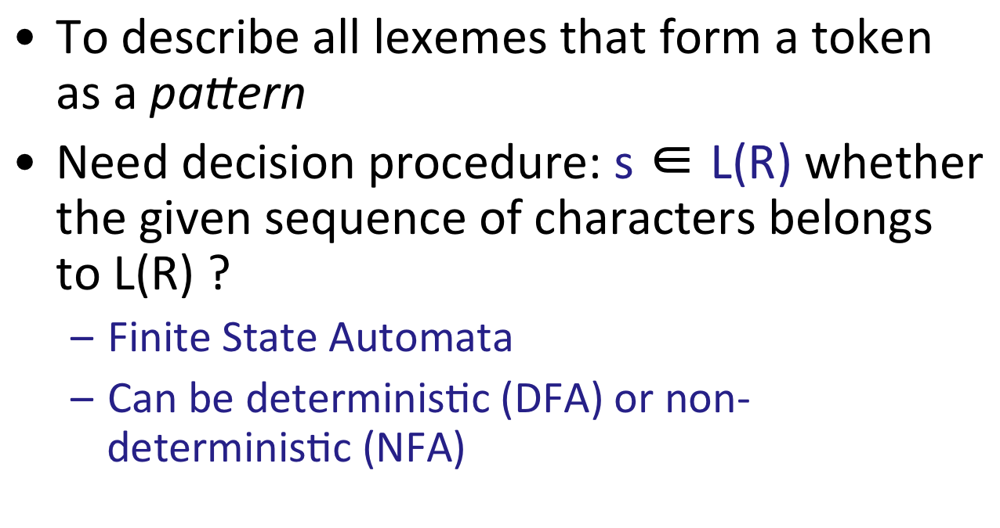 • To describe all lexemes that form a token
as a pattern
• Need decision procedure: s ∈ L(R) whether
the given sequence of characters belongs
to L(R) ?
– Finite State Automata
– Can be deterministic (DFA) or non-
deterministic (NFA)